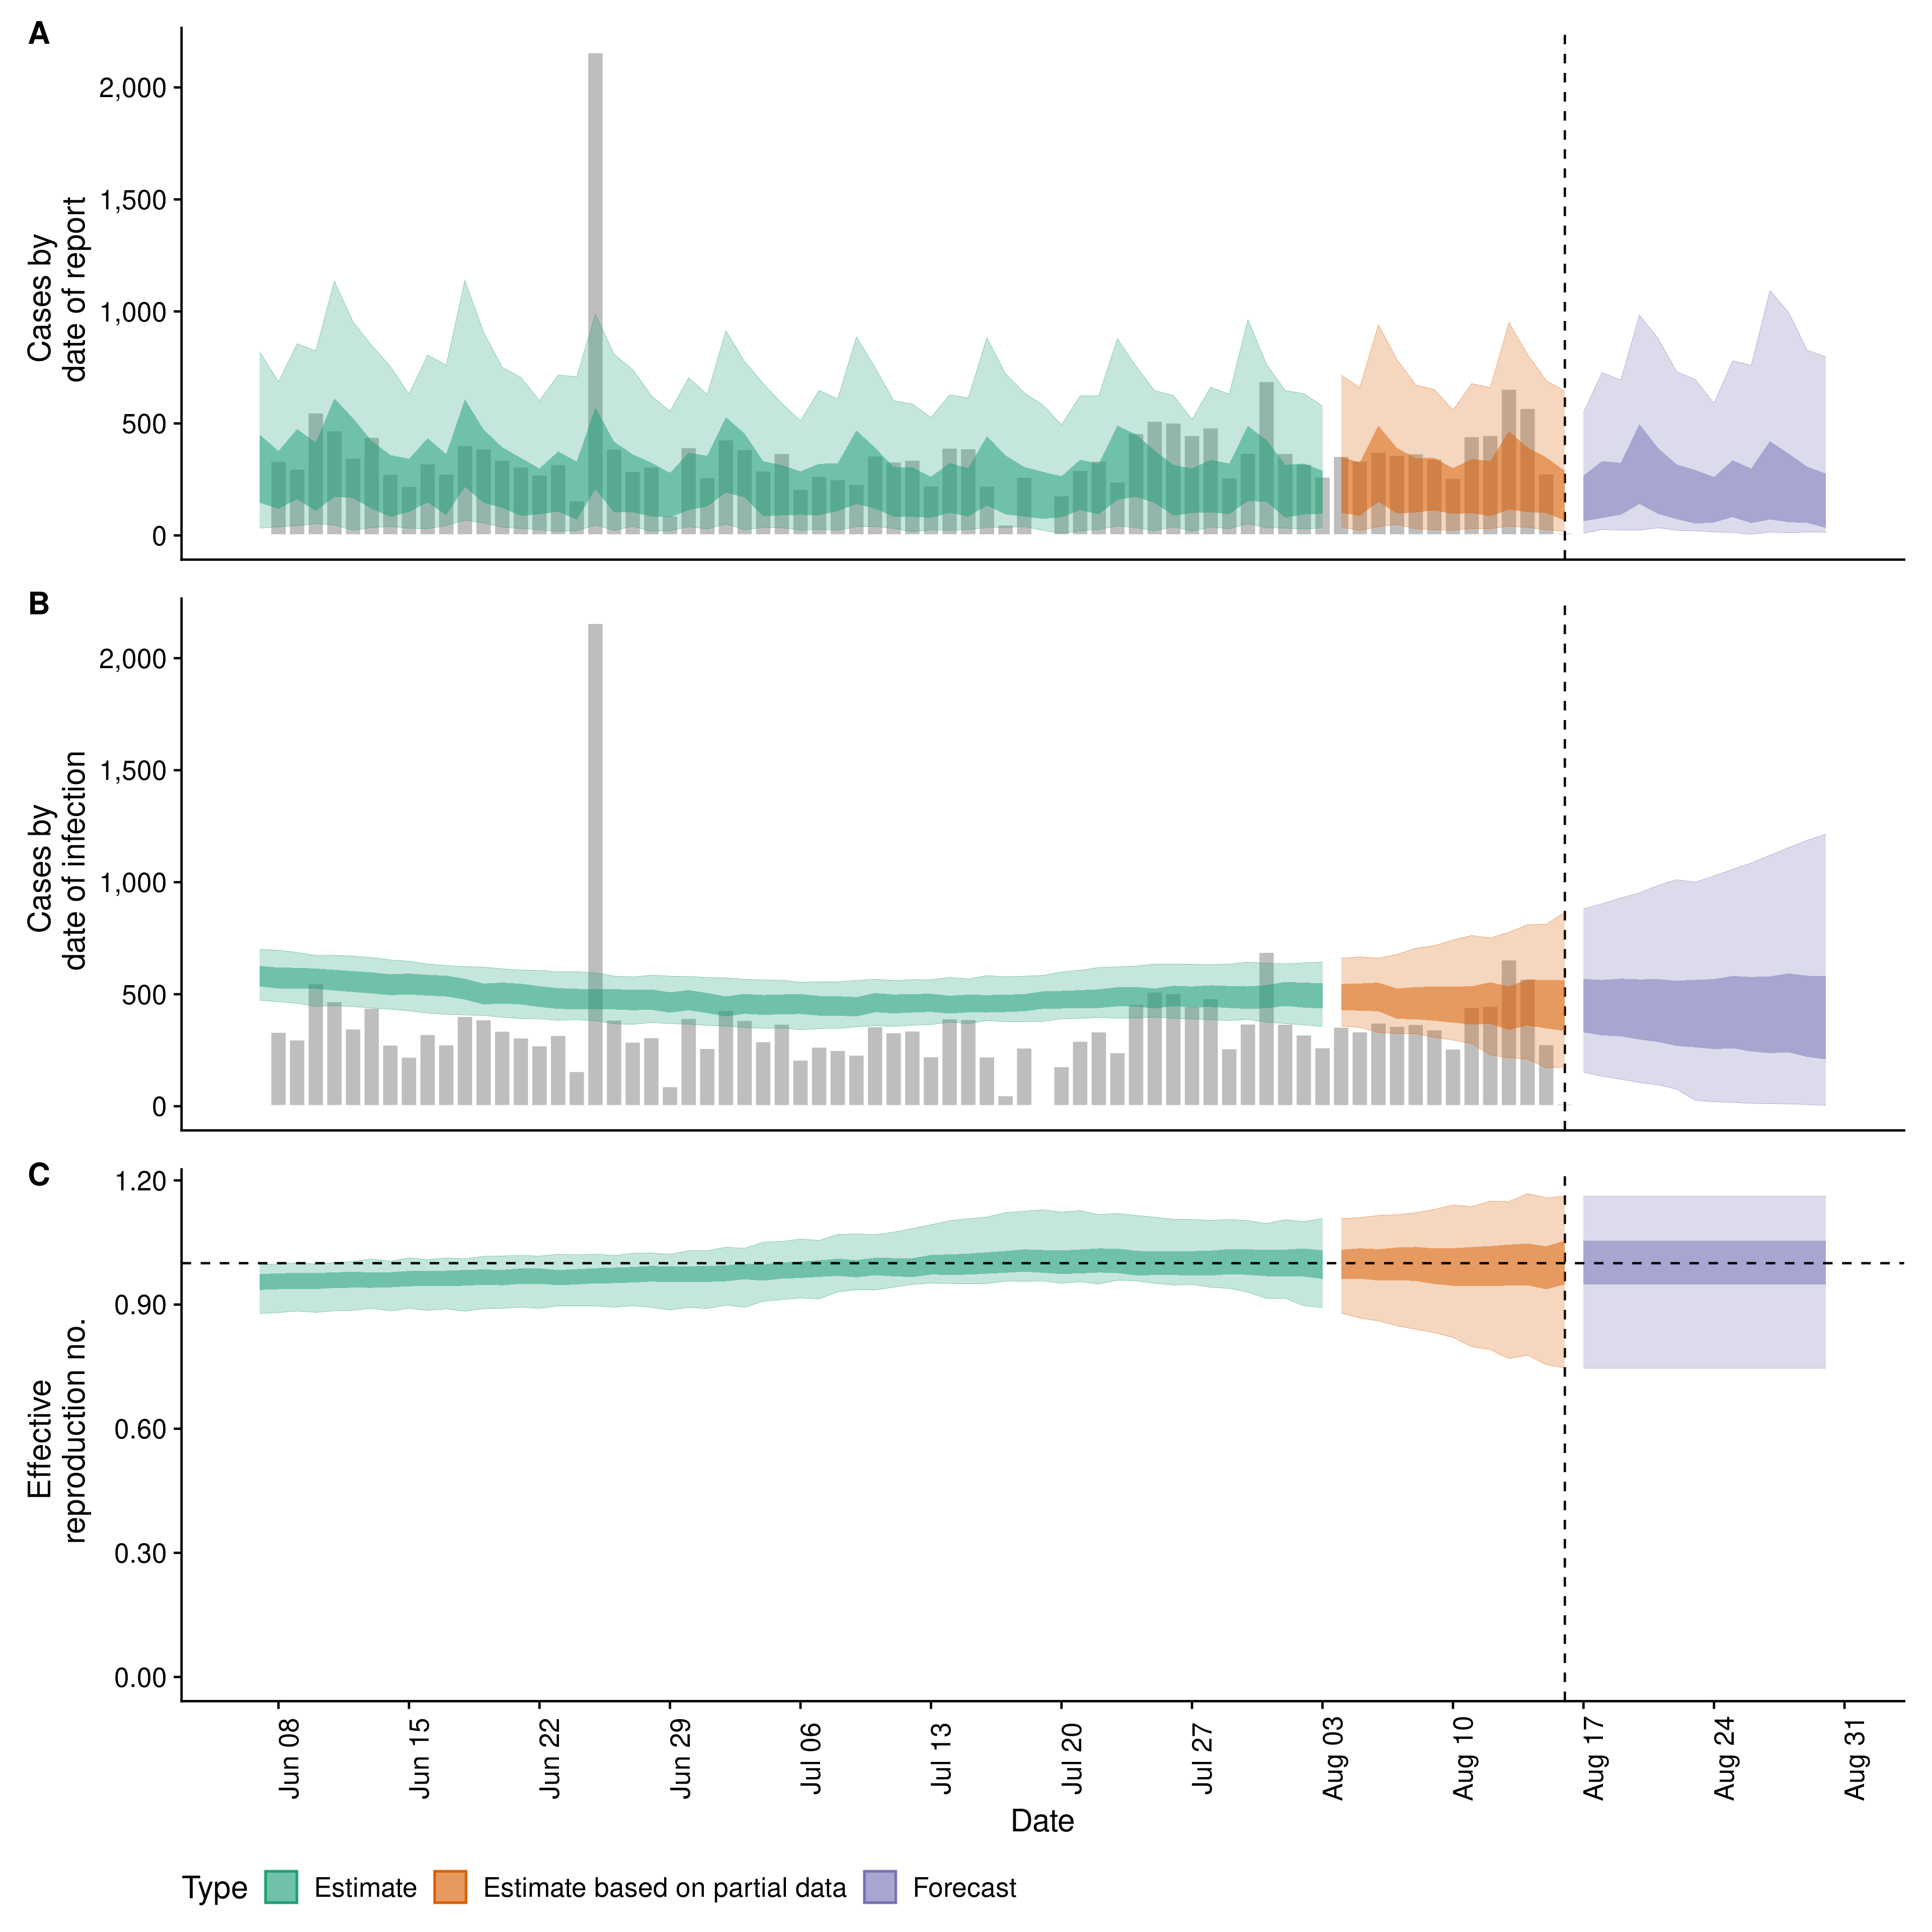 A
2,000
1,500
1,000
500
0
Cases by
date of report
B
2,000
1,500
1,000
500
0
Cases by
date of infection
C
1.20
0.90
0.60
0.30
0.00
Effective
reproduction no.
Jun 08
Jun 15
Jun 22
Jun 29
Jul 06
Jul 13
Jul 20
Jul 27
Aug 03
Aug 10
Aug 17
Aug 24
Aug 31
Date
Type
Estimate
Estimate based on partial data
Forecast